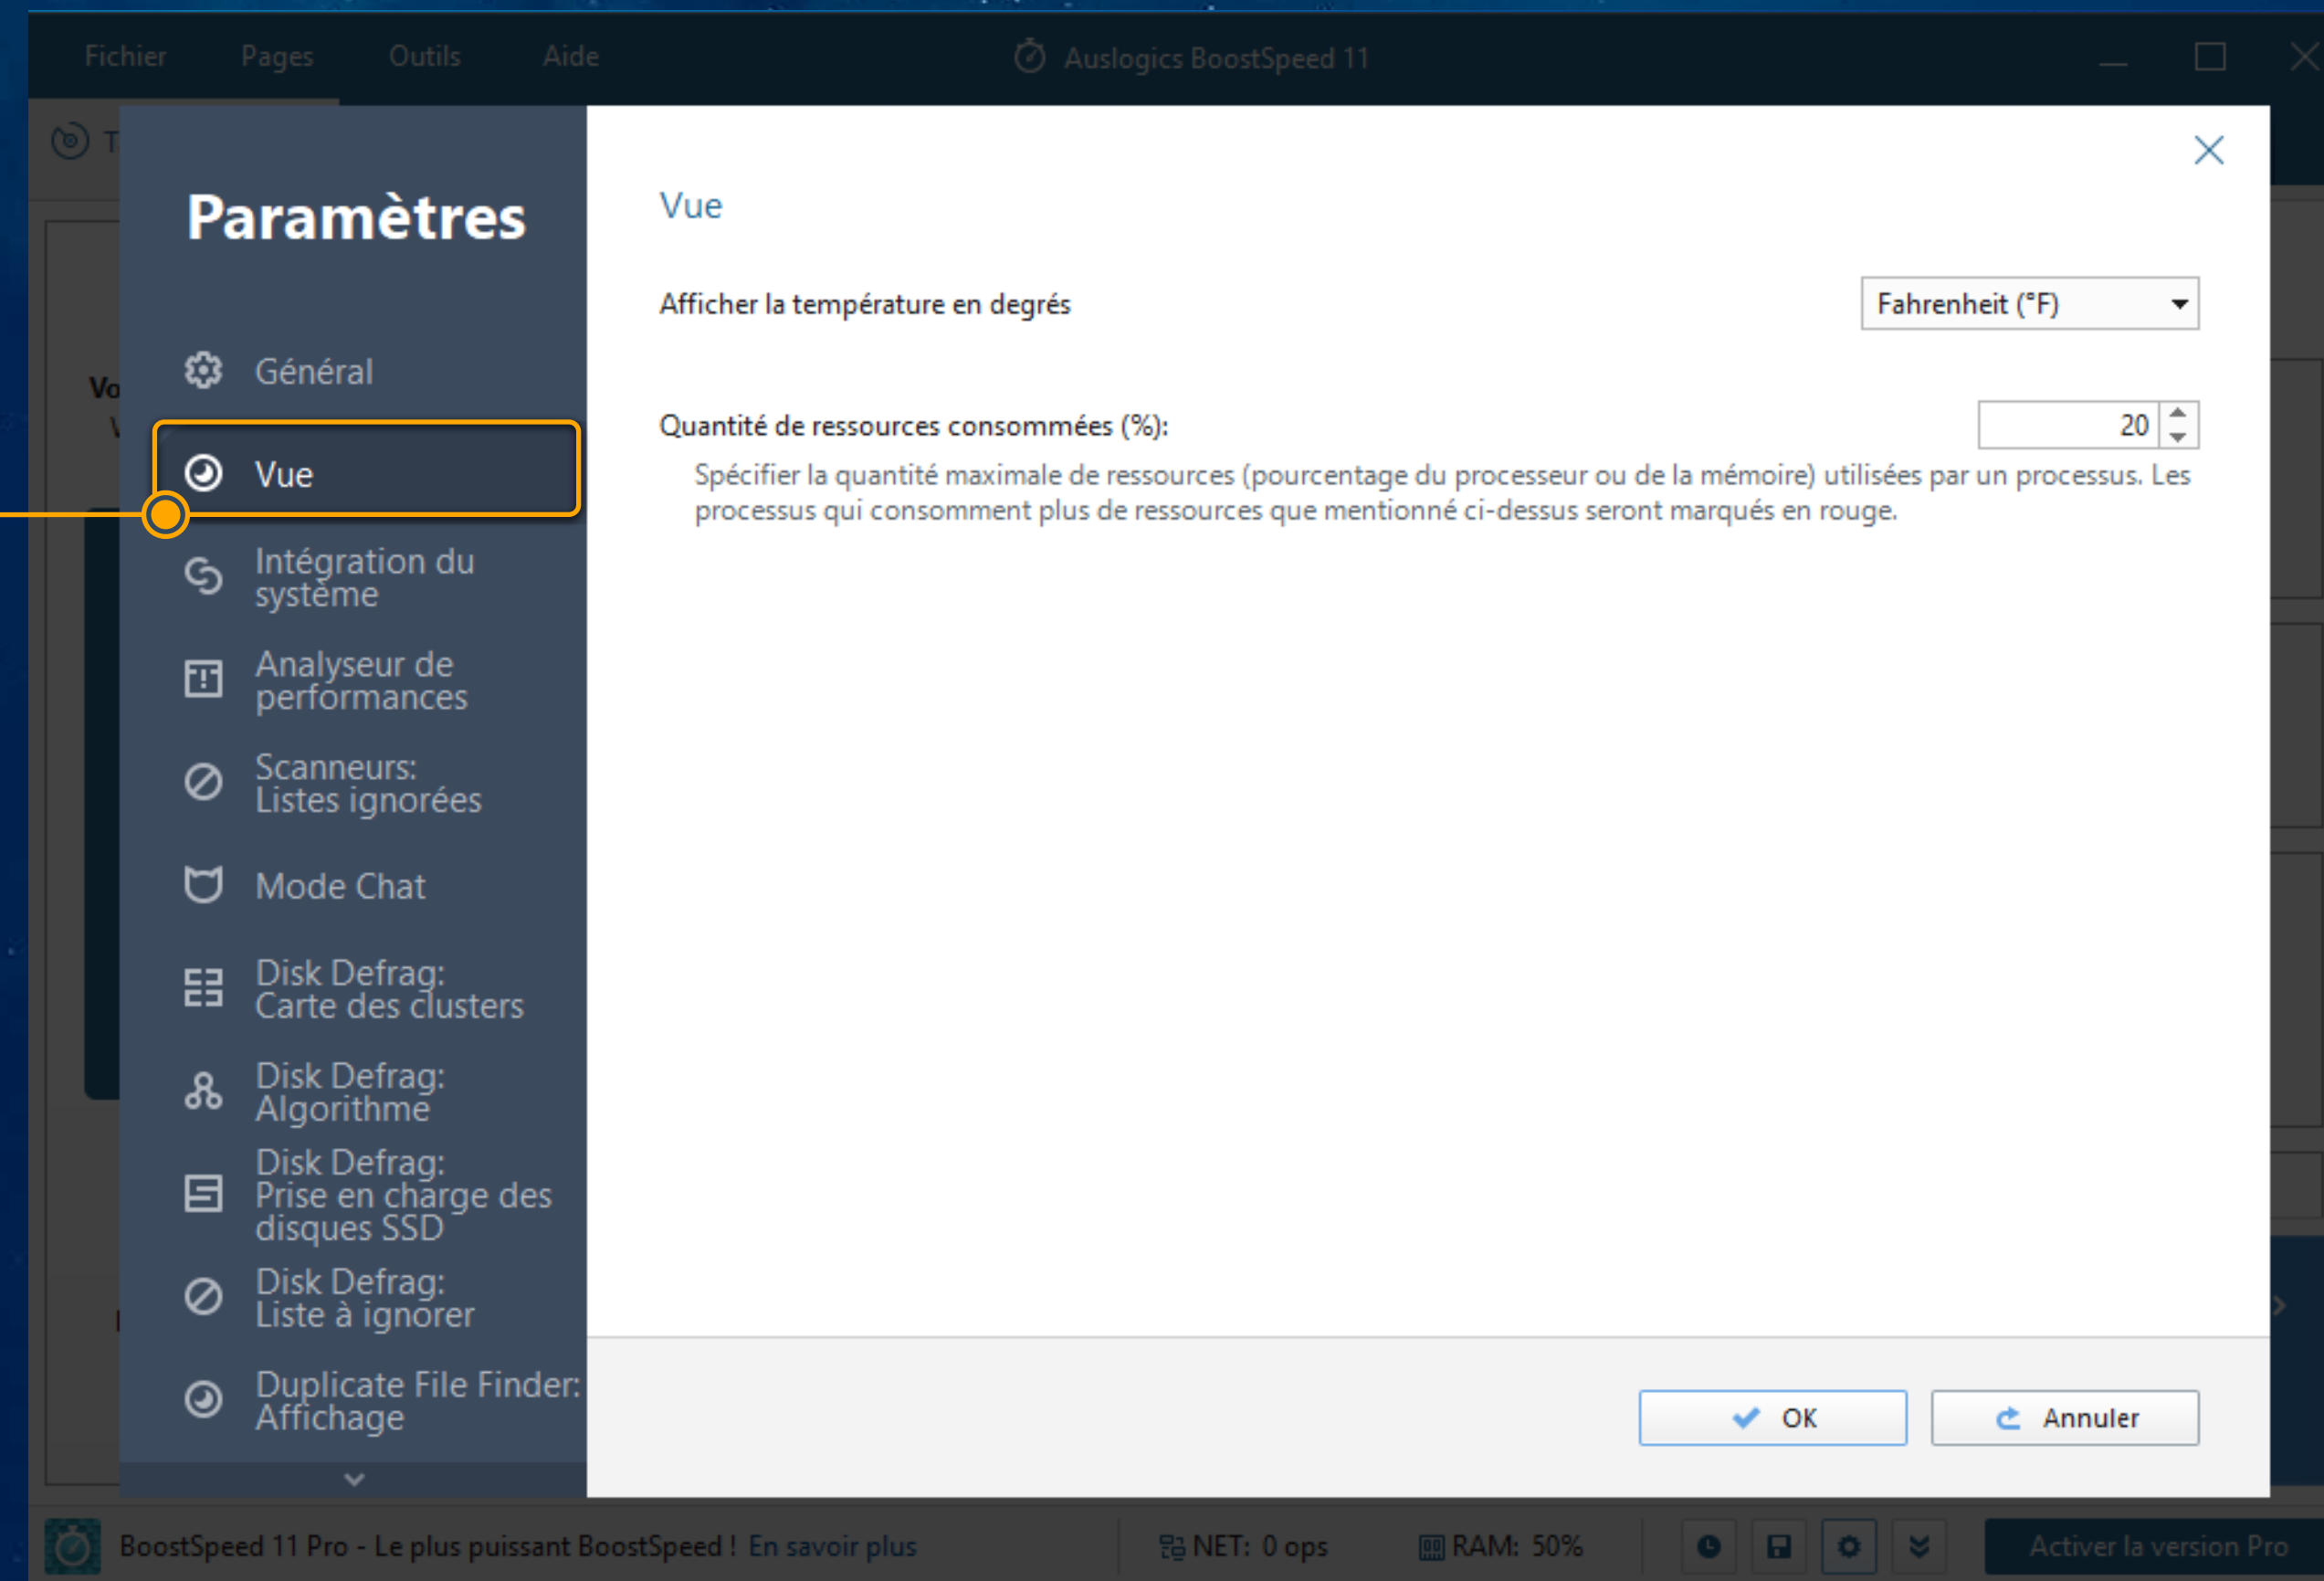 Fichier Pages Outils Aide Auslogics BoostSpeed 11
Paramètres
Général
Vue
Intégration du
système
Analyseur de
performances
Scanneurs:
Listes ignorées
Mode Chat
Disk Defrag:
Carte des clusters
Disk Defrag:
Algorithme
Disk Defrag:
Prise en charge des
disques SSD
Disk Defrag:
Liste à ignorer
Duplicate File Finder:
Affichage
Vue
Afficher la température en degrés Fahrenheit (°F)
Quantité de ressources consommées (%): 20
Spécifier la quantité maximale de ressources (pourcentage du processeur ou de la mémoire) utilisées par un processus. Les
processus qui consomment plus de ressources que mentionné ci-dessus seront marqués en rouge.
OK Annuler
BoostSpeed 11 Pro - Le plus puissant BoostSpeed ! En savoir plus NET: 0 ops RAM: 50% Activer la version Pro